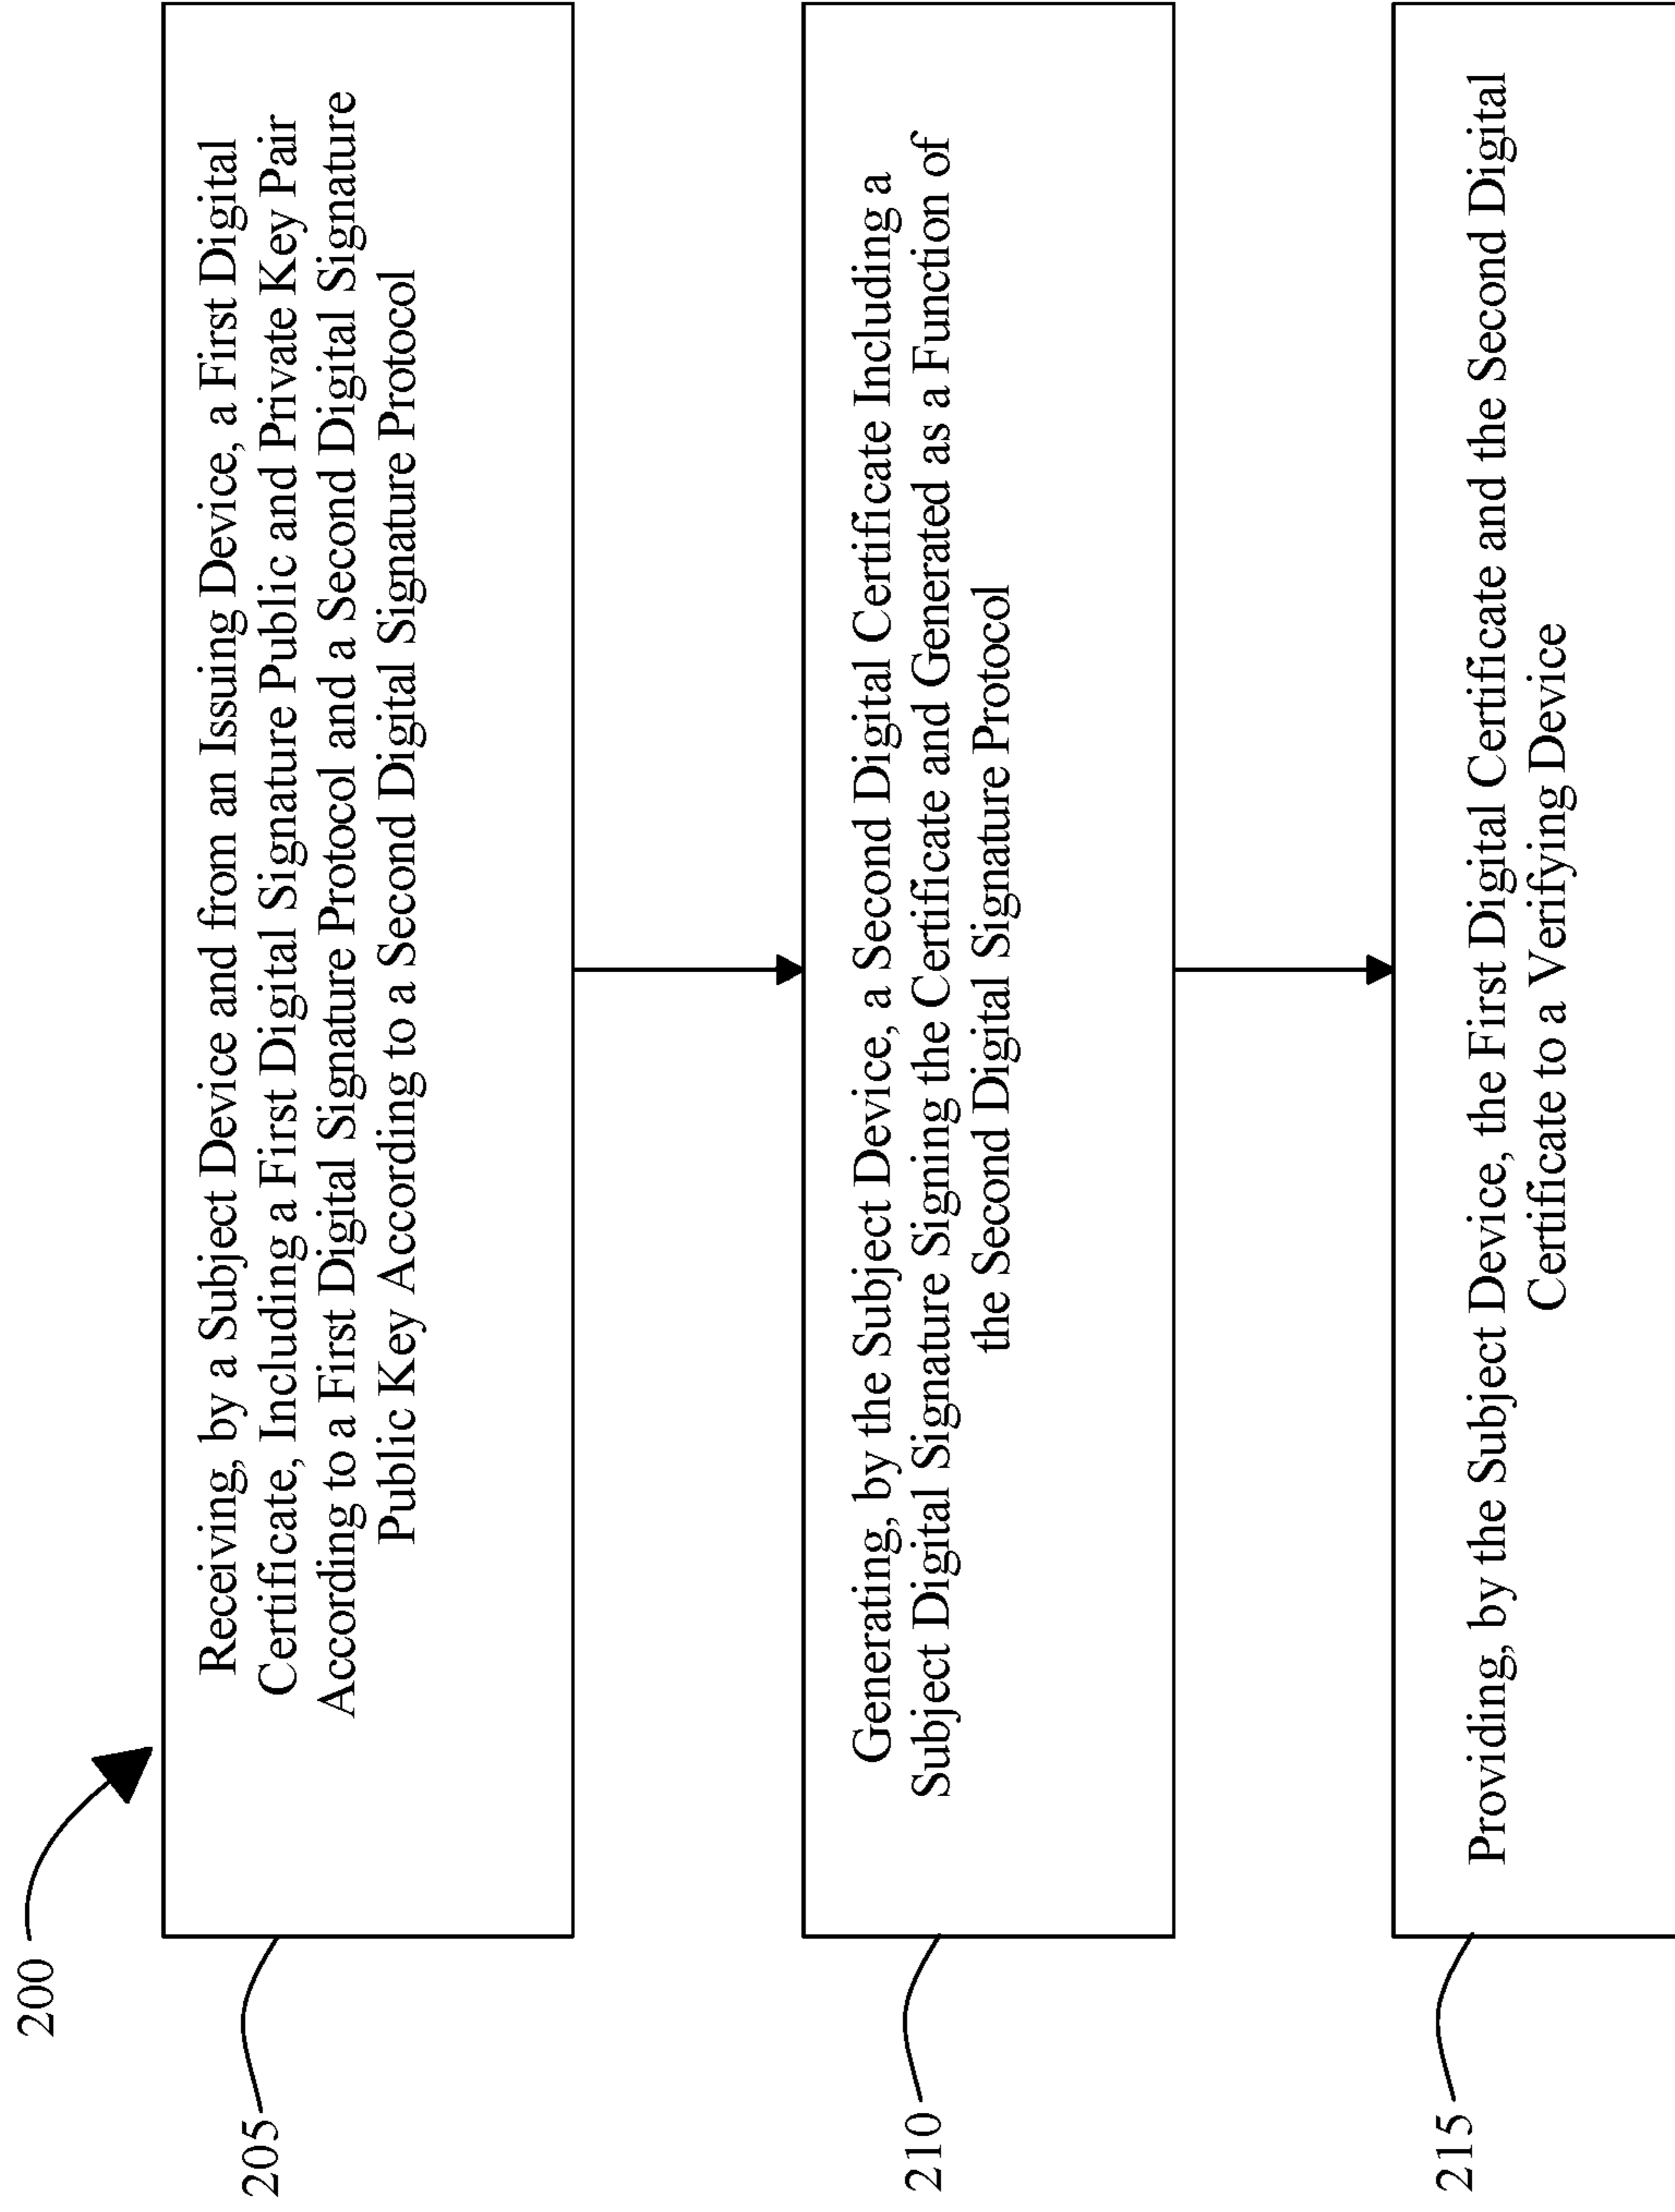 200
205
Receiving, by a Subject Device and from an Issuing Device, a First Digital
Certificate, Including a First Digital Signature Public and Private Key Pair
According to a First Digital Signature Protocol and a Second Digital Signature
Public Key According to a Second Digital Signature Protocol
210
Generating, by the Subject Device, a Second Digital Certificate Including a
Subject Digital Signature Signing the Certificate and Generated as a Function of
the Second Digital Signature Protocol
215
Providing, by the Subject Device, the First Digital Certificate and the Second Digital
Certificate to a Verifying Device